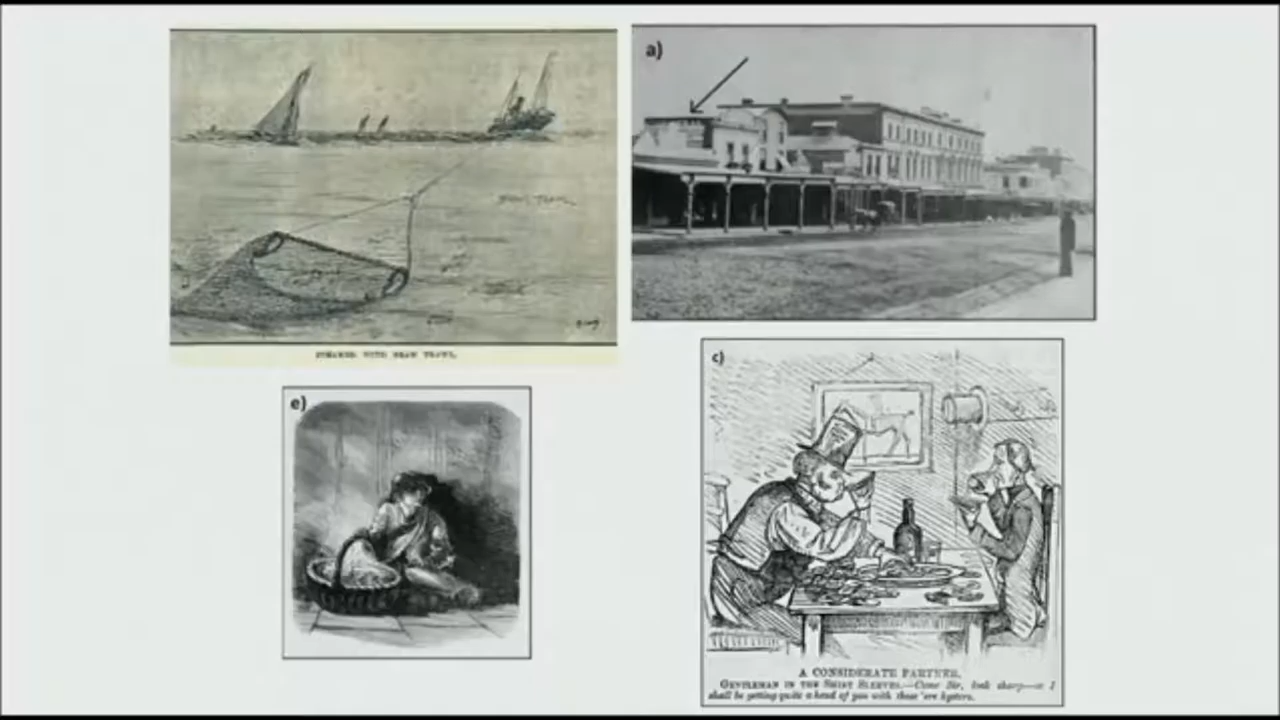 a)
STEAMER WITH BEAM TRAWL.
e)
c)
A CONSIDERATE PARTNER.
GENTLEMAN IN THE SHIRT SLEEVES.—Come Sir, look sharp—or I
shall be getting quite a head of you with these 'ere hysters.